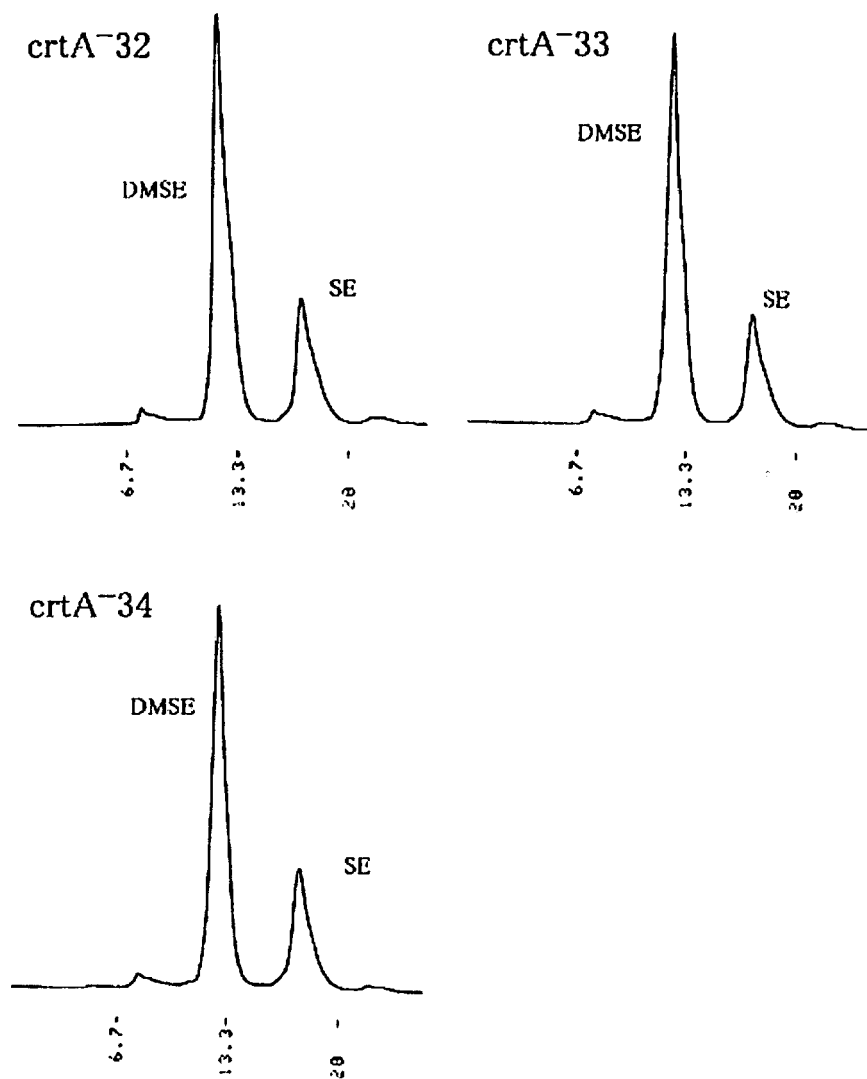 crtA⁻32
DMSE
SE
6.7-
13.3-
20 -
crtA⁻33
DMSE
SE
6.7-
13.3-
20 -
crtA⁻34
DMSE
SE
6.7-
13.3-
20 -